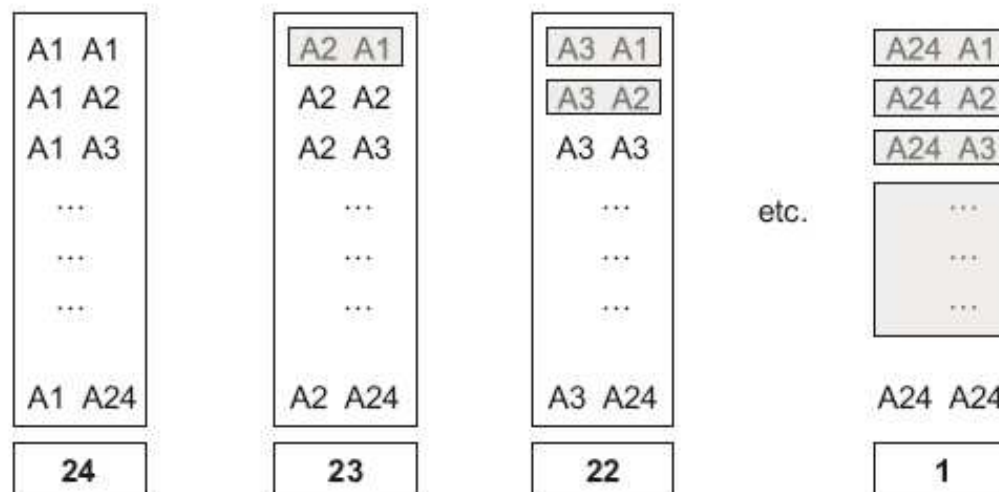 A1 A1 A2 A1 A3 A1 A24 A1
A1 A2 A2 A2 A3 A2 A24 A2
A1 A3 A2 A3 A3 A3 A24 A3
... ... ... ...
etc.
... ... ... ...
... ... ... ...
A1 A24 A2 A24 A3 A24 A24 A24
24 23 22 1